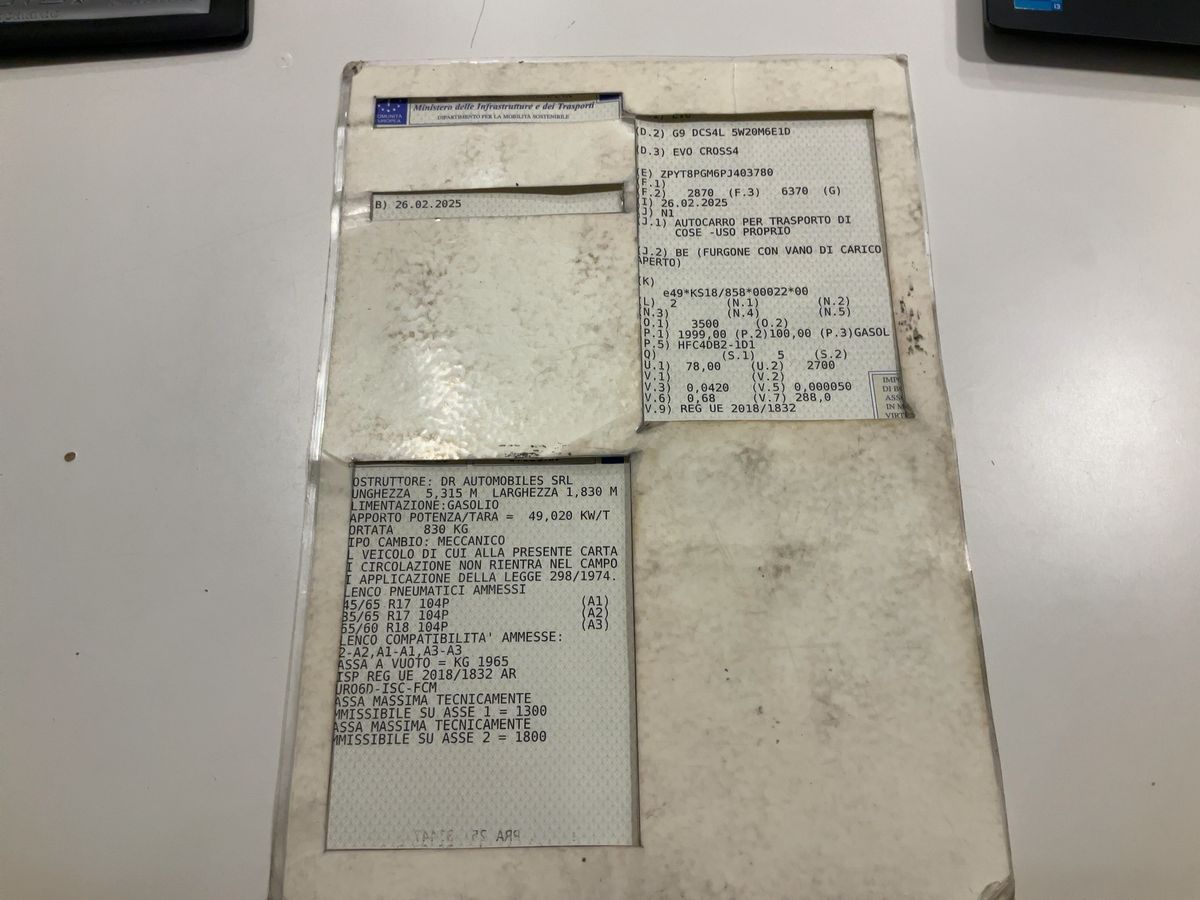 COMUNITA'
EUROPEA
Ministero delle Infrastrutture e dei Trasporti
DIPARTIMENTO PER LA MOBILITA SOSTENIBILE
B) 26.02.2025
(D.2) G9 DCS4L 5W20M6E1D
(D.3) EVO CROSS4
(E) ZPYT8PGM6PJ403780
(F.1)
(F.2) 2870 (F.3) 6370 (G)
(I) 26.02.2025
(J) N1
(J.1) AUTOCARRO PER TRASPORTO DI
COSE -USO PROPRIO
(J.2) BE (FURGONE CON VANO DI CARICO
APERTO)
(K)
e49*KS18/858*00022*00
(L) 2 (N.1) (N.2)
(N.3) (N.4) (N.5)
O.1) 3500 (O.2)
P.1) 1999,00 (P.2)100,00 (P.3)GASOL
P.5) HFC4DB2-1D1
Q) (S.1) 5 (S.2)
U.1) 78,00 (U.2) 2700
V.1) (V.2)
V.3) 0,0420 (V.5) 0,000050
V.6) 0,68 (V.7) 288,0
V.9) REG UE 2018/1832
IMP
DI B
ASS
IN M
VIRT
OSTRUTTORE: DR AUTOMOBILES SRL
UNGHEZZA 5,315 M LARGHEZZA 1,830 M
LIMENTAZIONE:GASOLIO
APPORTO POTENZA/TARA = 49,020 KW/T
ORTATA 830 KG
IPO CAMBIO: MECCANICO
L VEICOLO DI CUI ALLA PRESENTE CARTA
I CIRCOLAZIONE NON RIENTRA NEL CAMPO
I APPLICAZIONE DELLA LEGGE 298/1974.
LENCO PNEUMATICI AMMESSI
45/65 R17 104P (A1)
35/65 R17 104P (A2)
65/60 R18 104P (A3)
LENCO COMPATIBILITA' AMMESSE:
2-A2,A1-A1,A3-A3
ASSA A VUOTO = KG 1965
ISP REG UE 2018/1832 AR
URO6D-ISC-FCM
ASSA MASSIMA TECNICAMENTE
MMISSIBILE SU ASSE 1 = 1300
ASSA MASSIMA TECNICAMENTE
MMISSIBILE SU ASSE 2 = 1800